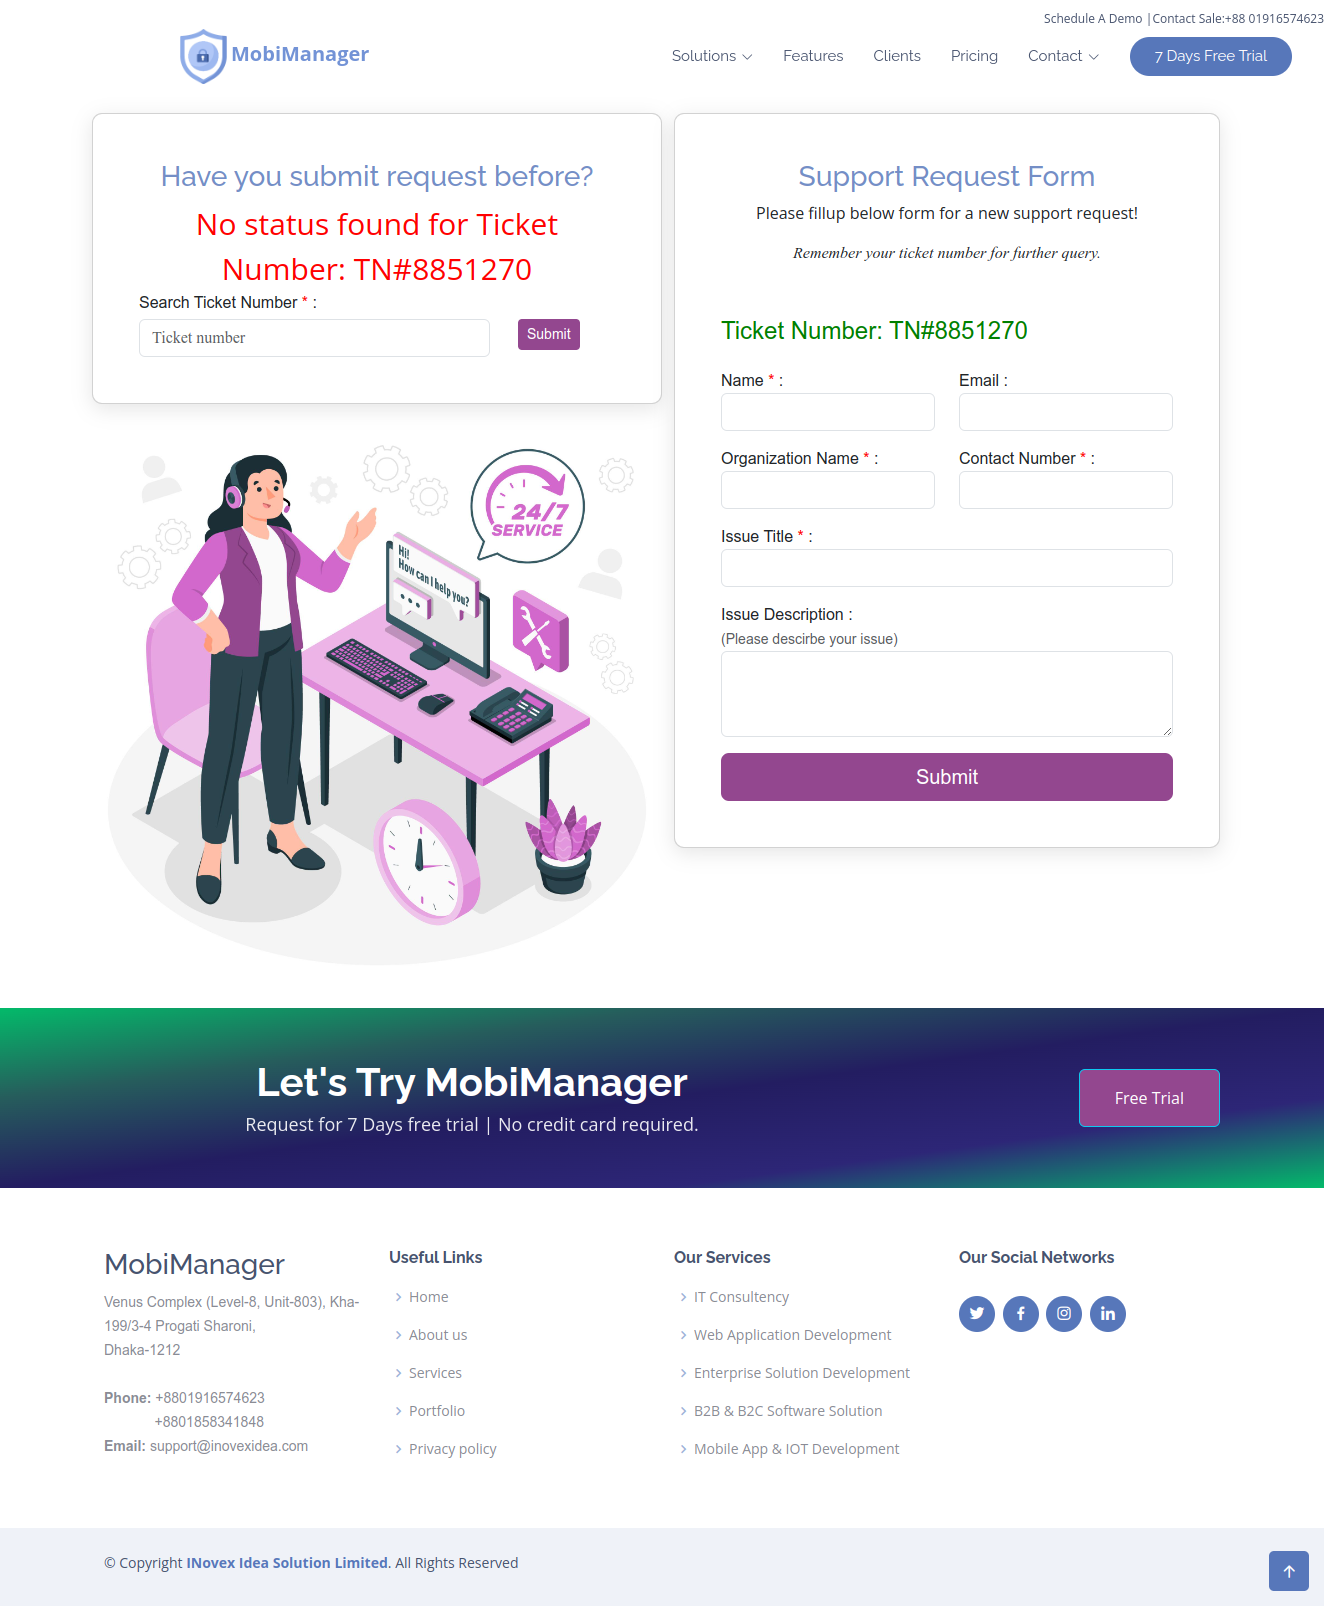 Schedule A Demo |Contact Sale:+88 01916574623
MobiManager
Solutions
Features
Clients
Pricing
Contact
7 Days Free Trial
Have you submit request before?
No status found for Ticket
Number: TN#8851270
Search Ticket Number * :
Ticket number
Submit
Hi!
How can I help you?
24/7
SERVICE
Support Request Form
Please fillup below form for a new support request!
Remember your ticket number for further query.
Ticket Number: TN#8851270
Name * :
Email :
Organization Name * :
Contact Number * :
Issue Title * :
Issue Description :
(Please descirbe your issue)
Submit
Let's Try MobiManager
Request for 7 Days free trial | No credit card required.
Free Trial
MobiManager
Venus Complex (Level-8, Unit-803), Kha-
199/3-4 Progati Sharoni,
Dhaka-1212
Phone: +8801916574623
+8801858341848
Email: support@inovexidea.com
Useful Links
Home
About us
Services
Portfolio
Privacy policy
Our Services
IT Consultency
Web Application Development
Enterprise Solution Development
B2B & B2C Software Solution
Mobile App & IOT Development
Our Social Networks
© Copyright INovex Idea Solution Limited. All Rights Reserved